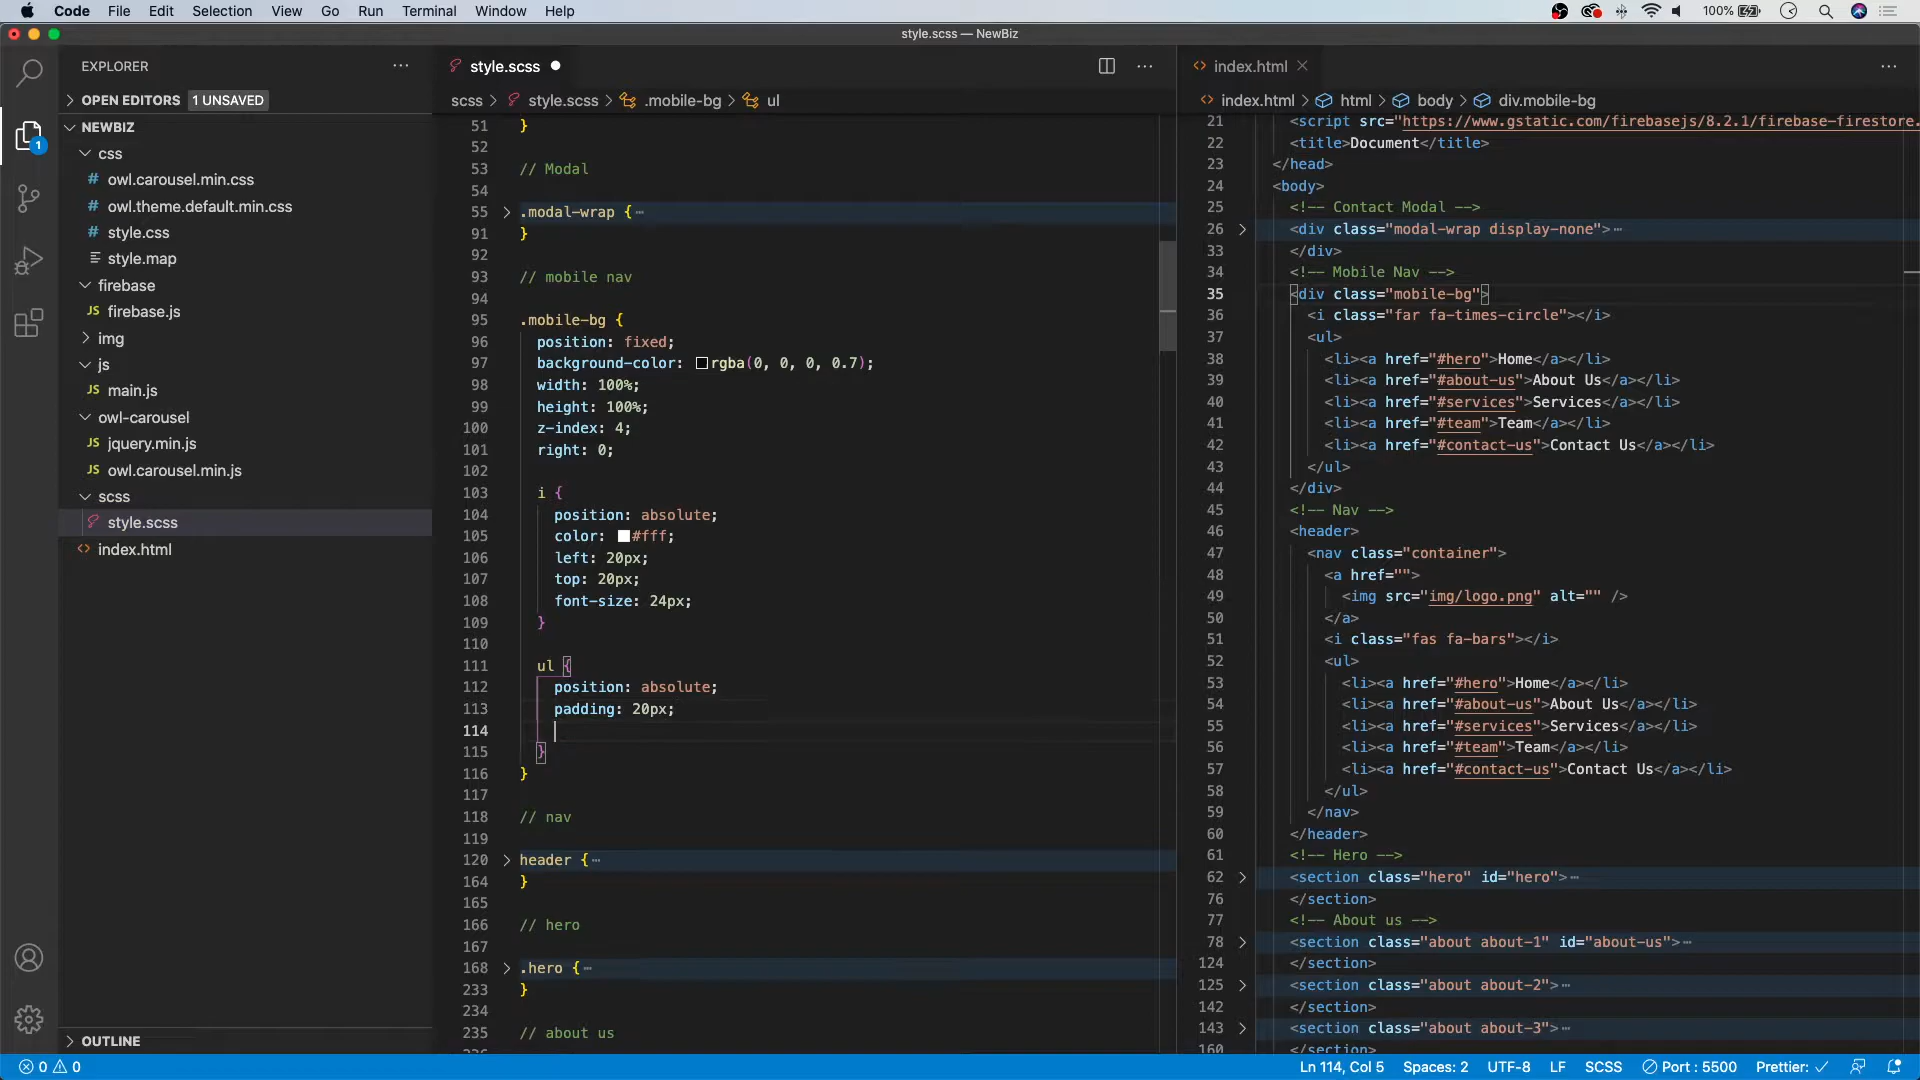 Code File Edit Selection View Go Run Terminal Window Help 100%
style.scss — NewBiz
EXPLORER
OPEN EDITORS 1 UNSAVED
NEWBIZ
css
# owl.carousel.min.css
# owl.theme.default.min.css
# style.css
style.map
firebase
JS firebase.js
img
js
JS main.js
owl-carousel
JS jquery.min.js
JS owl.carousel.min.js
scss
style.scss
<> index.html
OUTLINE
1
style.scss
scss > style.scss > .mobile-bg > ul
51 }
52
53 // Modal
54
55 .modal-wrap {
91 }
92
93 // mobile nav
94
95 .mobile-bg {
96 position: fixed;
97 background-color: rgba(0, 0, 0, 0.7);
98 width: 100%;
99 height: 100%;
100 z-index: 4;
101 right: 0;
102
103 i {
104 position: absolute;
105 color: #fff;
106 left: 20px;
107 top: 20px;
108 font-size: 24px;
109 }
110
111 ul {
112 position: absolute;
113 padding: 20px;
114
115 }
116 }
117
118 // nav
119
120 header {
164 }
165
166 // hero
167
168 .hero {
233 }
234
235 // about us
<> index.html
<> index.html > html > body > div.mobile-bg
21 <script src="https://www.gstatic.com/firebasejs/8.2.1/firebase-firestore.
22 <title>Document</title>
23 </head>
24 <body>
25 <!-- Contact Modal -->
26 <div class="modal-wrap display-none">
33 </div>
34 <!-- Mobile Nav -->
35 <div class="mobile-bg">
36 <i class="far fa-times-circle"></i>
37 <ul>
38 <li><a href="#hero">Home</a></li>
39 <li><a href="#about-us">About Us</a></li>
40 <li><a href="#services">Services</a></li>
41 <li><a href="#team">Team</a></li>
42 <li><a href="#contact-us">Contact Us</a></li>
43 </ul>
44 </div>
45 <!-- Nav -->
46 <header>
47 <nav class="container">
48 <a href="">
49 <img src="img/logo.png" alt="" />
50 </a>
51 <i class="fas fa-bars"></i>
52 <ul>
53 <li><a href="#hero">Home</a></li>
54 <li><a href="#about-us">About Us</a></li>
55 <li><a href="#services">Services</a></li>
56 <li><a href="#team">Team</a></li>
57 <li><a href="#contact-us">Contact Us</a></li>
58 </ul>
59 </nav>
60 </header>
61 <!-- Hero -->
62 <section class="hero" id="hero">
76 </section>
77 <!-- About us -->
78 <section class="about about-1" id="about-us">
124 </section>
125 <section class="about about-2">
142 </section>
143 <section class="about about-3">
160 </section>
0 0 Ln 114, Col 5 Spaces: 2 UTF-8 LF SCSS Port : 5500 Prettier: ✓